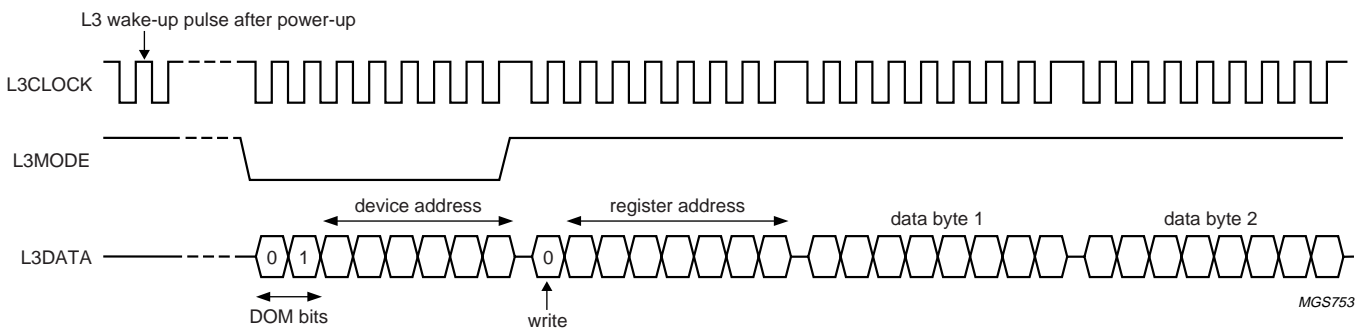 L3 wake-up pulse after power-up
L3CLOCK
L3MODE
device address
register address
data byte 1
data byte 2
L3DATA
0
1
0
DOM bits
write
MGS753